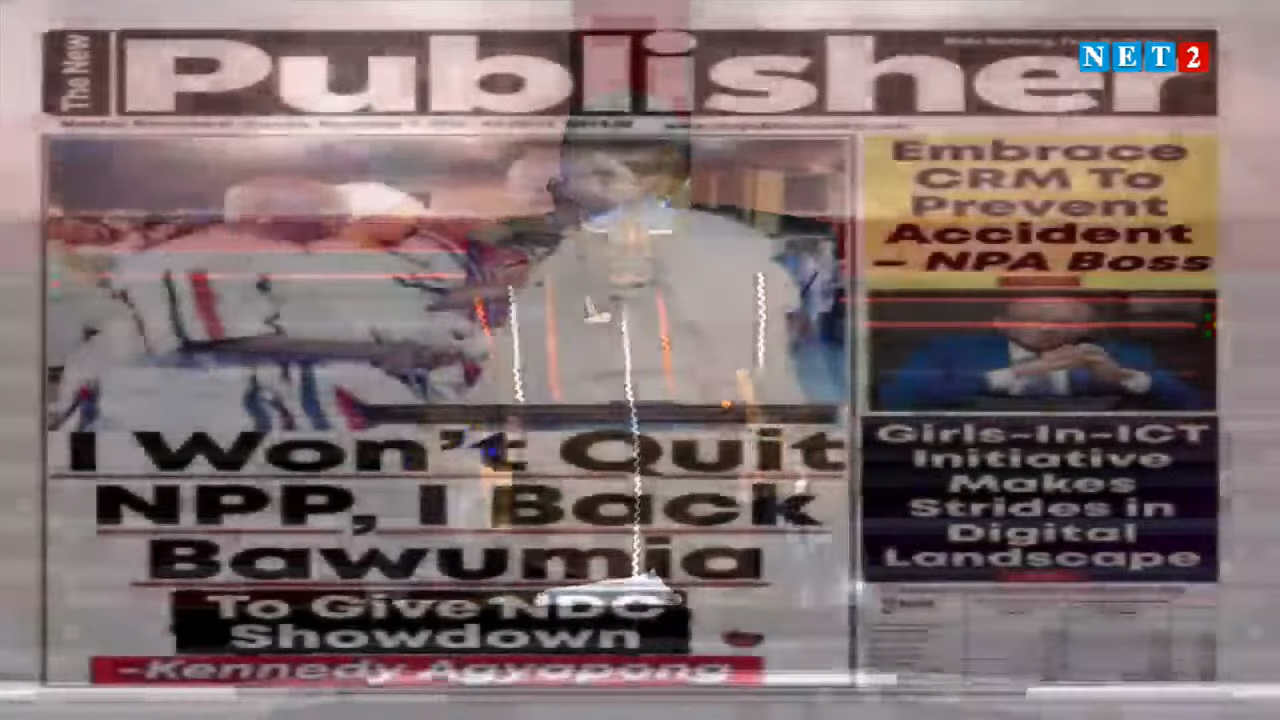 The New
Publisher
NET2
I Won't Quit
NPP, I Back
Bawumia
To Give NDC
Showdown
-Kennedy Agyapong
Embrace
CRM To
Prevent
Accident
– NPA Boss
Girls-In-ICT
Initiative
Makes
Strides in
Digital
Landscape